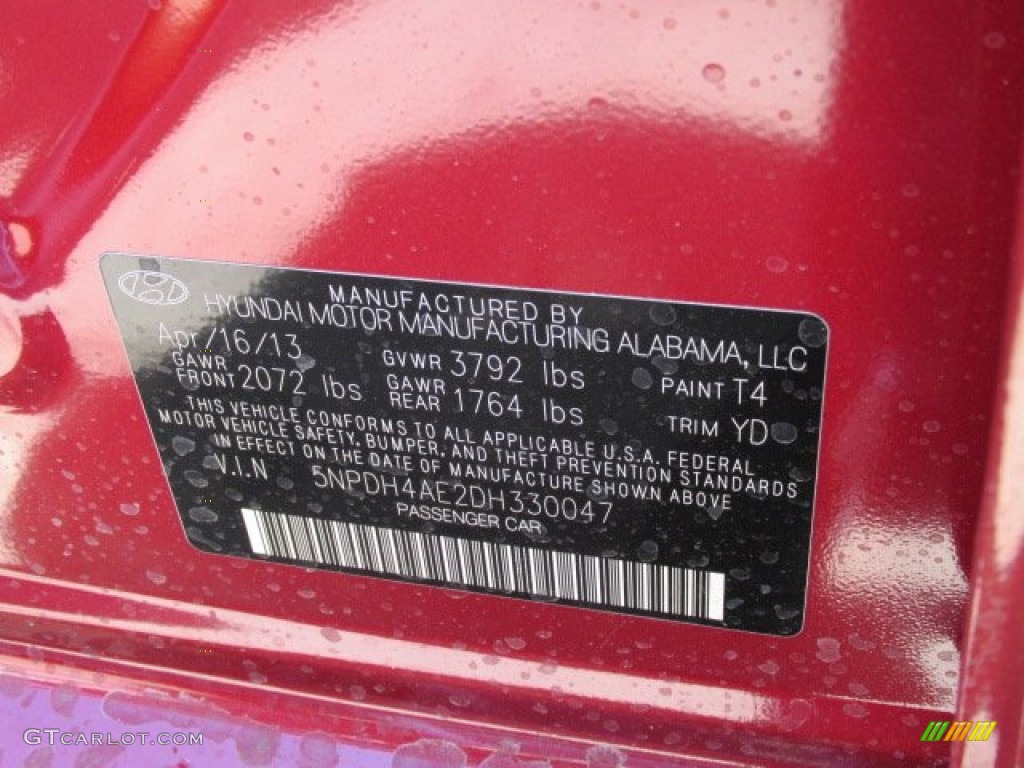 MANUFACTURED BY
HYUNDAI MOTOR MANUFACTURING ALABAMA, LLC
Apr/16/13 GVWR 3792 lbs PAINT T4
GAWR FRONT 2072 lbs GAWR REAR 1764 lbs TRIM YD
THIS VEHICLE CONFORMS TO ALL APPLICABLE U.S.A. FEDERAL
MOTOR VEHICLE SAFETY, BUMPER, AND THEFT PREVENTION STANDARDS
IN EFFECT ON THE DATE OF MANUFACTURE SHOWN ABOVE
V.I.N 5NPDH4AE2DH330047
PASSENGER CAR
GTCARLOT.COM